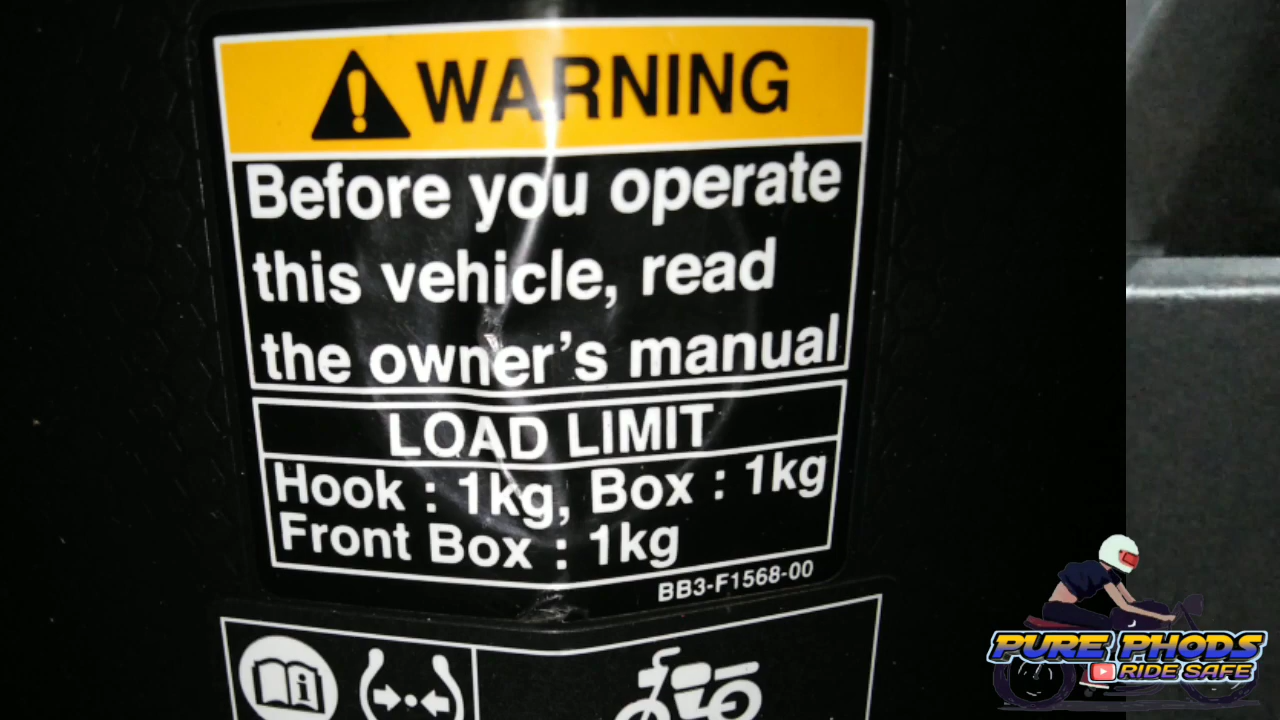 WARNING
Before you operate
this vehicle, read
the owner's manual
LOAD LIMIT
Hook : 1kg, Box : 1kg
Front Box : 1kg
BB3-F1568-00
PURE PHODS
RIDE SAFE